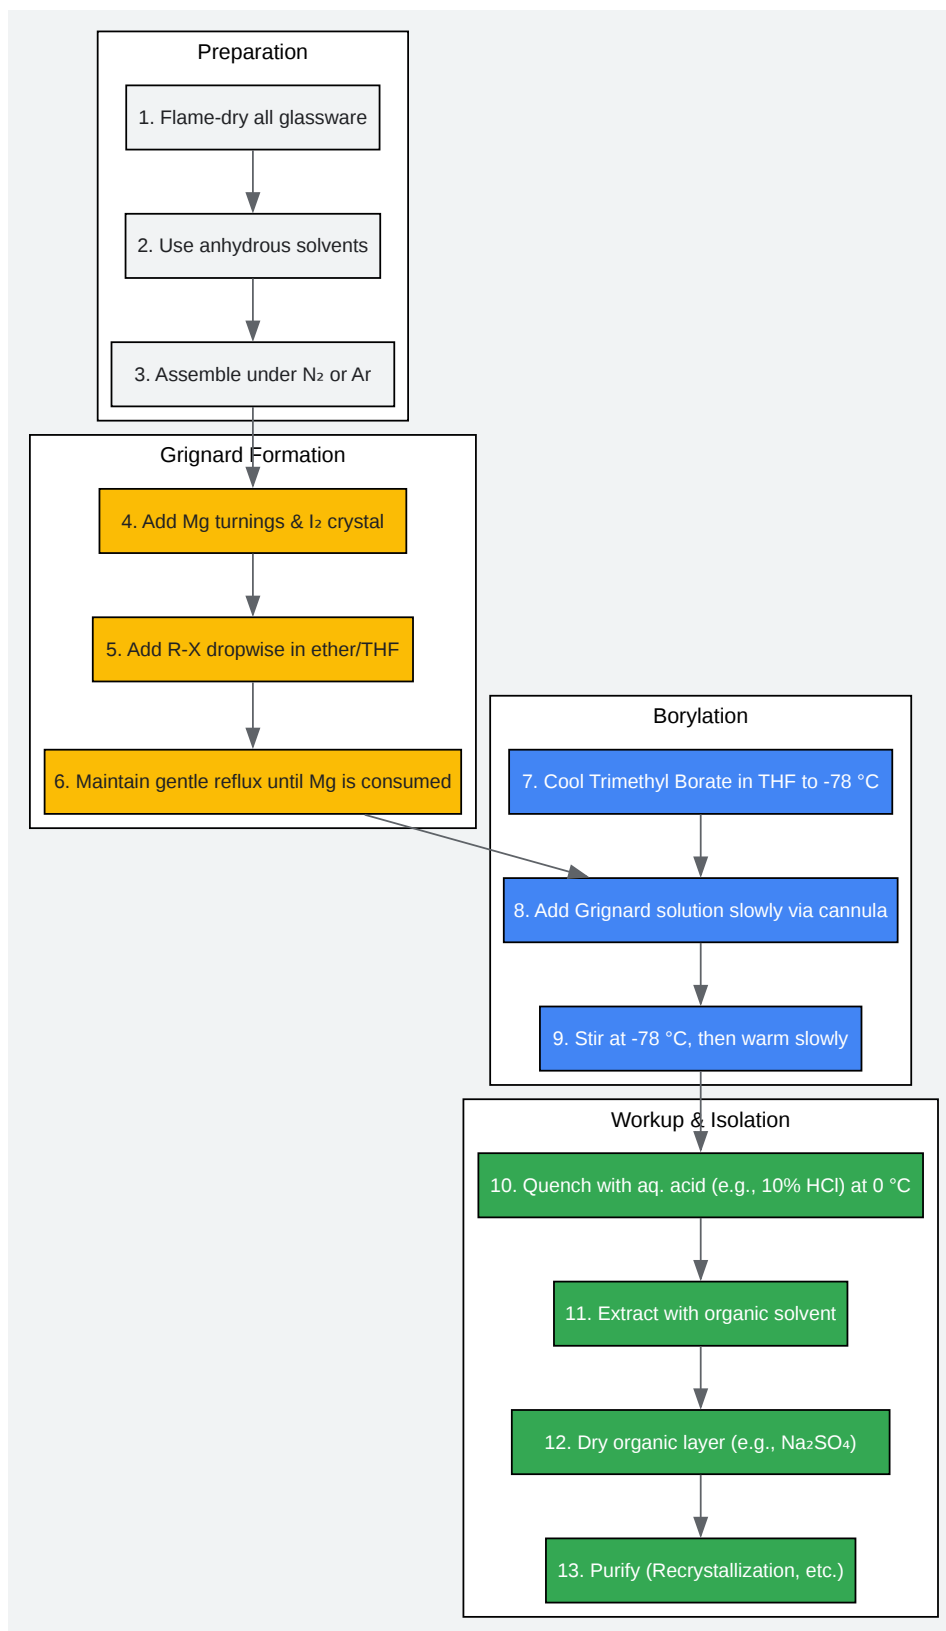 Preparation
1. Flame-dry all glassware
2. Use anhydrous solvents
3. Assemble under N₂ or Ar
Grignard Formation
4. Add Mg turnings & I₂ crystal
5. Add R-X dropwise in ether/THF
6. Maintain gentle reflux until Mg is consumed
Borylation
7. Cool Trimethyl Borate in THF to -78 °C
8. Add Grignard solution slowly via cannula
9. Stir at -78 °C, then warm slowly
Workup & Isolation
10. Quench with aq. acid (e.g., 10% HCl) at 0 °C
11. Extract with organic solvent
12. Dry organic layer (e.g., Na₂SO₄)
13. Purify (Recrystallization, etc.)